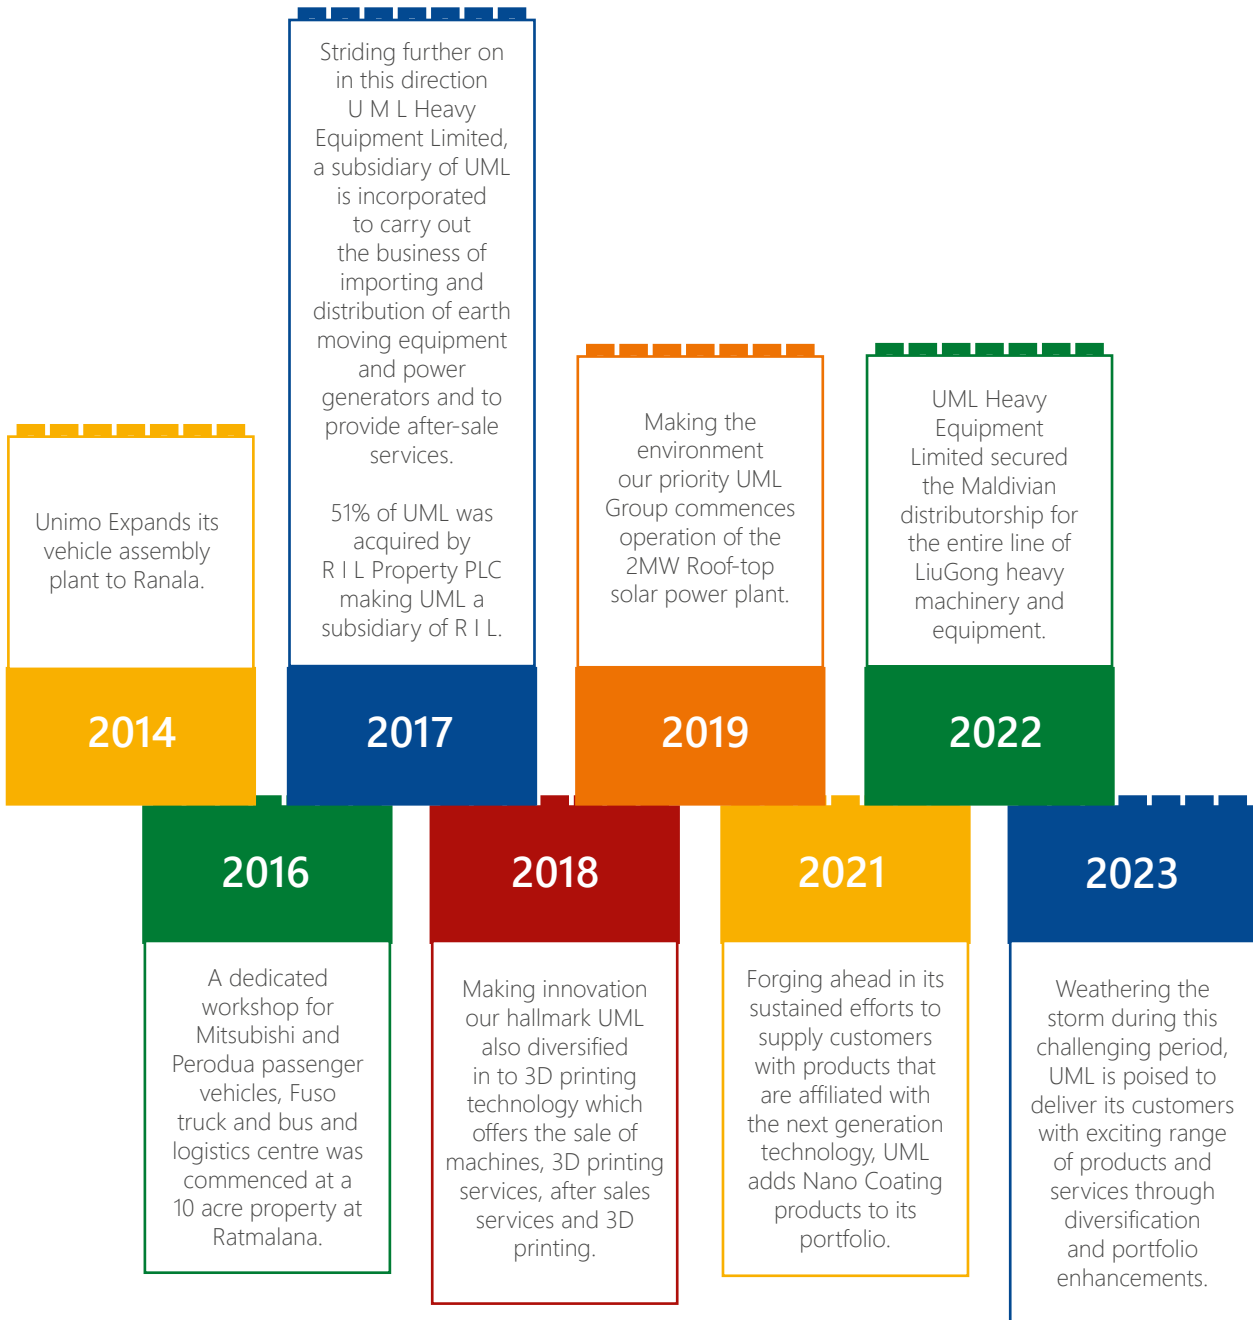 Unimo Expands its
vehicle assembly
plant to Ranala.
2014
A dedicated
workshop for
Mitsubishi and
Perodua passenger
vehicles, Fuso
truck and bus and
logistics centre was
commenced at a
10 acre property at
Ratmalana.
2016
Striding further on
in this direction
U M L Heavy
Equipment Limited,
a subsidiary of UML
is incorporated
to carry out
the business of
importing and
distribution of earth
moving equipment
and power
generators and to
provide after-sale
services.
51% of UML was
acquired by
R I L Property PLC
making UML a
subsidiary of R I L.
2017
2018
Making innovation
our hallmark UML
also diversified
in to 3D printing
technology which
offers the sale of
machines, 3D printing
services, after sales
services and 3D
printing.
Making the
environment
our priority UML
Group commences
operation of the
2MW Roof-top
solar power plant.
2019
2021
Forging ahead in its
sustained efforts to
supply customers
with products that
are affiliated with
the next generation
technology, UML
adds Nano Coating
products to its
portfolio.
UML Heavy
Equipment
Limited secured
the Maldivian
distributorship for
the entire line of
LiuGong heavy
machinery and
equipment.
2022
2023
Weathering the
storm during this
challenging period,
UML is poised to
deliver its customers
with exciting range
of products and
services through
diversification
and portfolio
enhancements.